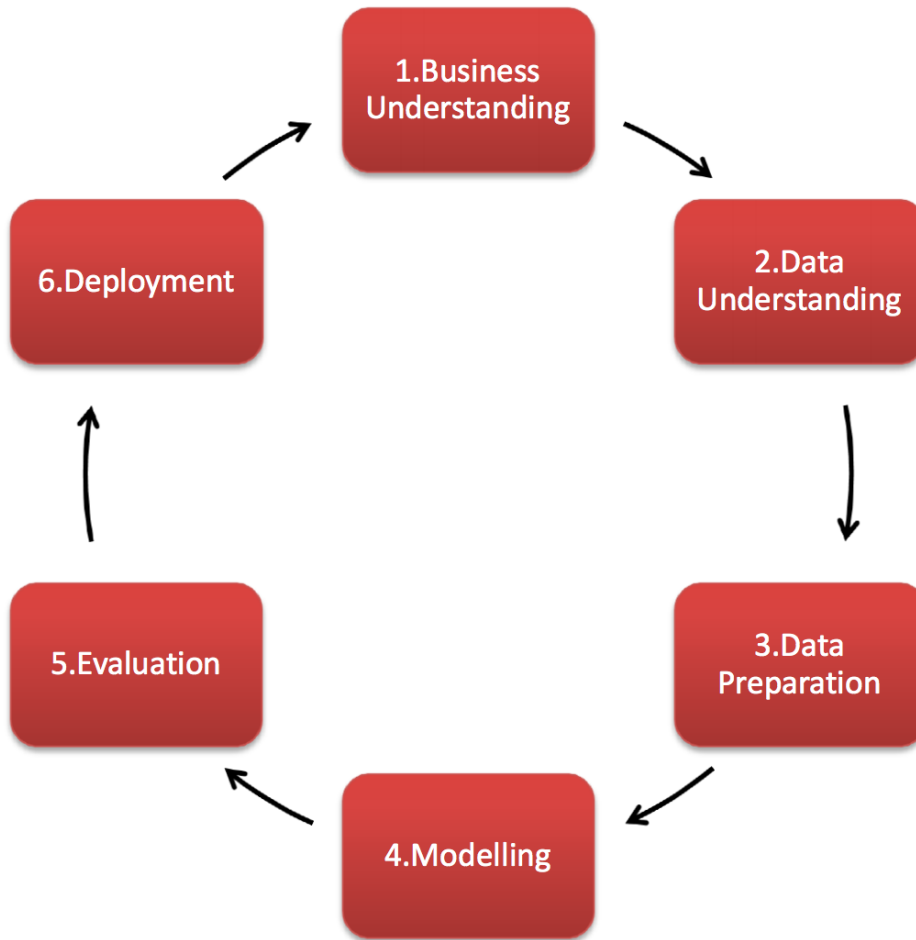 1.Business
Understanding
2.Data
Understanding
3.Data
Preparation
4.Modelling
5.Evaluation
6.Deployment